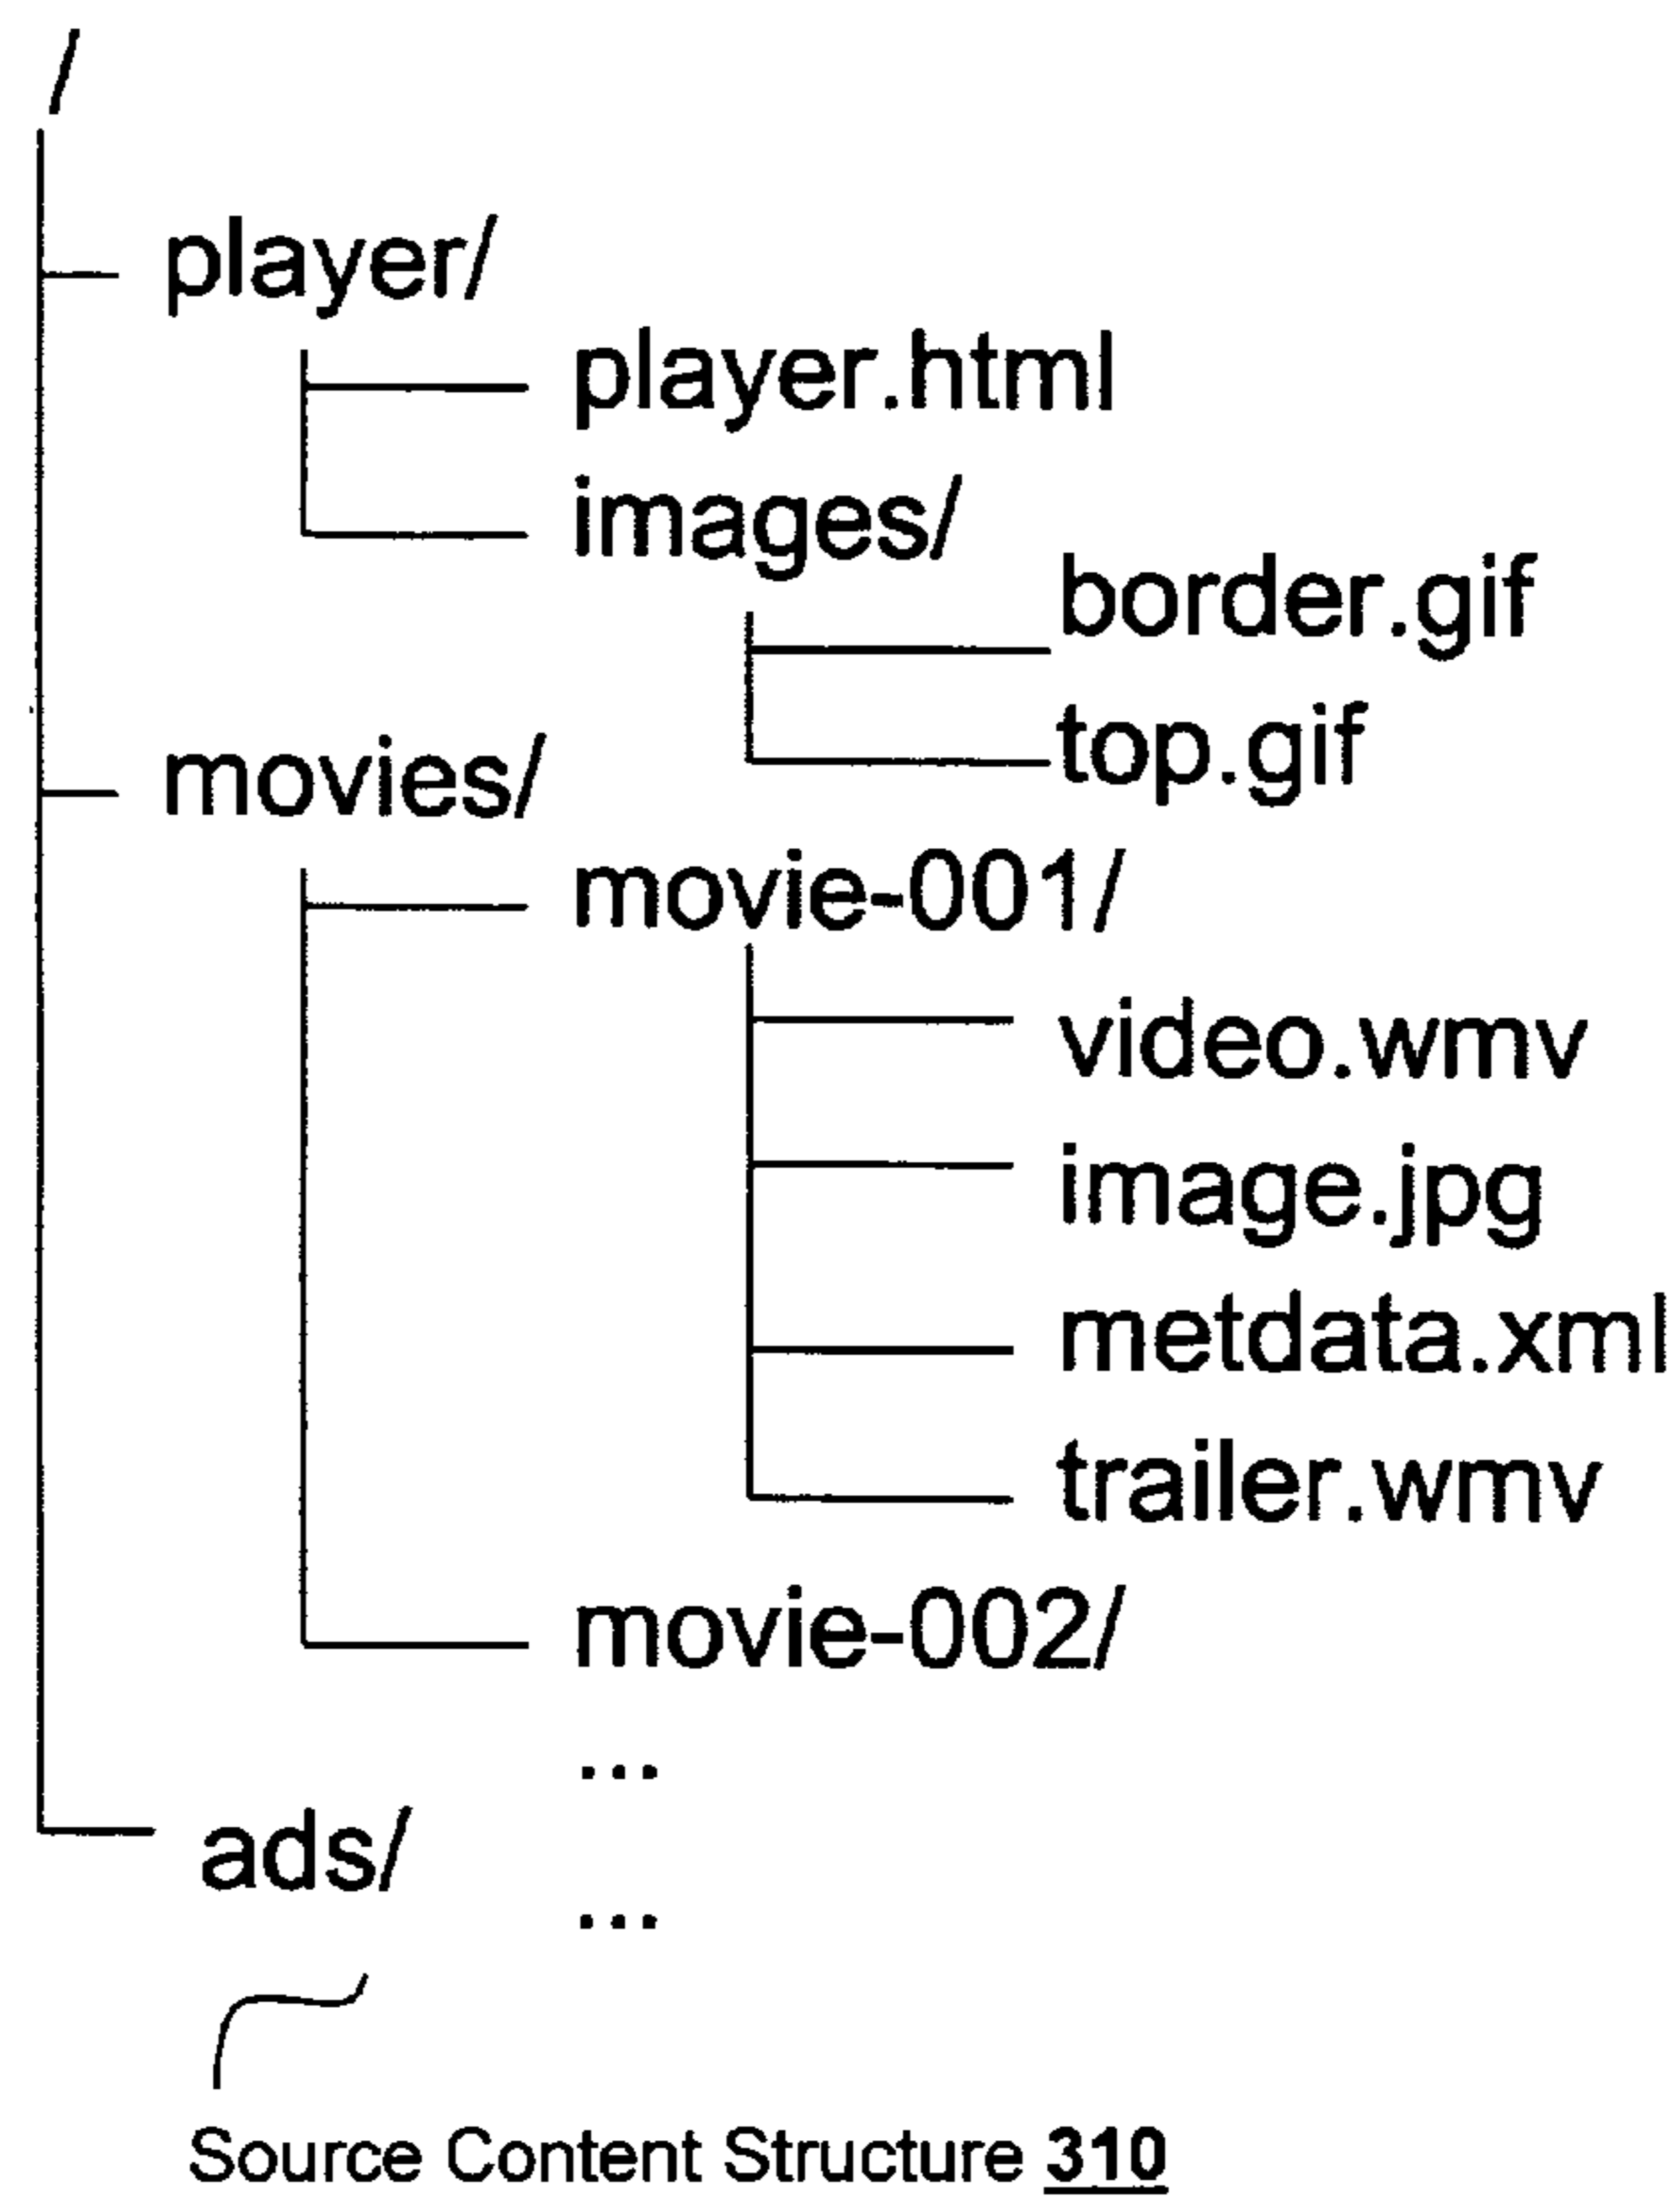 /
player/
player.html
images/
border.gif
top.gif
movies/
movie-001/
video.wmv
image.jpg
metdata.xml
trailer.wmv
movie-002/
...
ads/
...
Source Content Structure 310